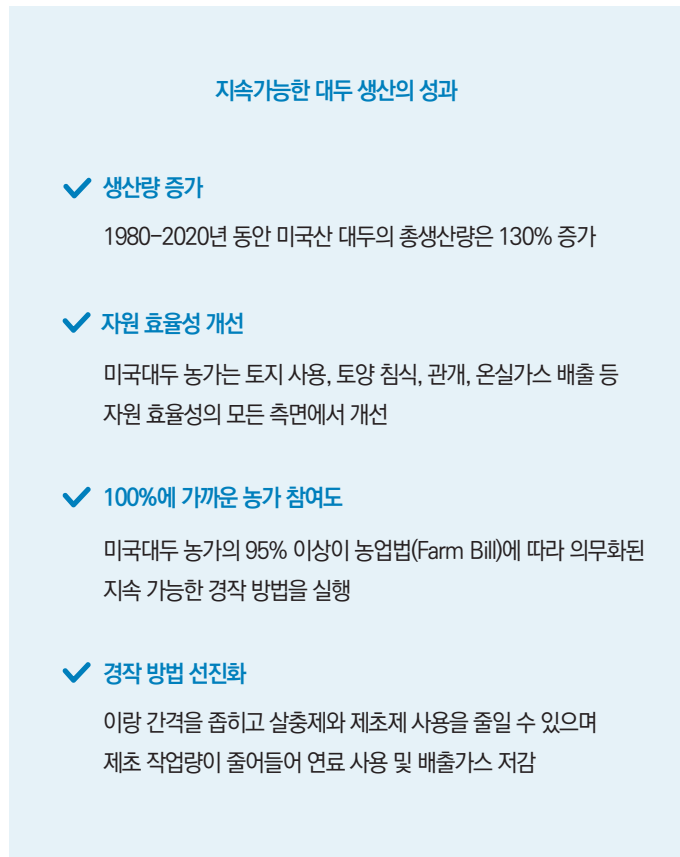 지속가능한 대두 생산의 성과
생산량 증가
1980-2020년 동안 미국산 대두의 총생산량은 130% 증가
자원 효율성 개선
미국대두 농가는 토지 사용, 토양 침식, 관개, 온실가스 배출 등
자원 효율성의 모든 측면에서 개선
100%에 가까운 농가 참여도
미국대두 농가의 95% 이상이 농업법(Farm Bill)에 따라 의무화된
지속 가능한 경작 방법을 실행
경작 방법 선진화
이랑 간격을 좁히고 살충제와 제초제 사용을 줄일 수 있으며
제초 작업량이 줄어들어 연료 사용 및 배출가스 저감